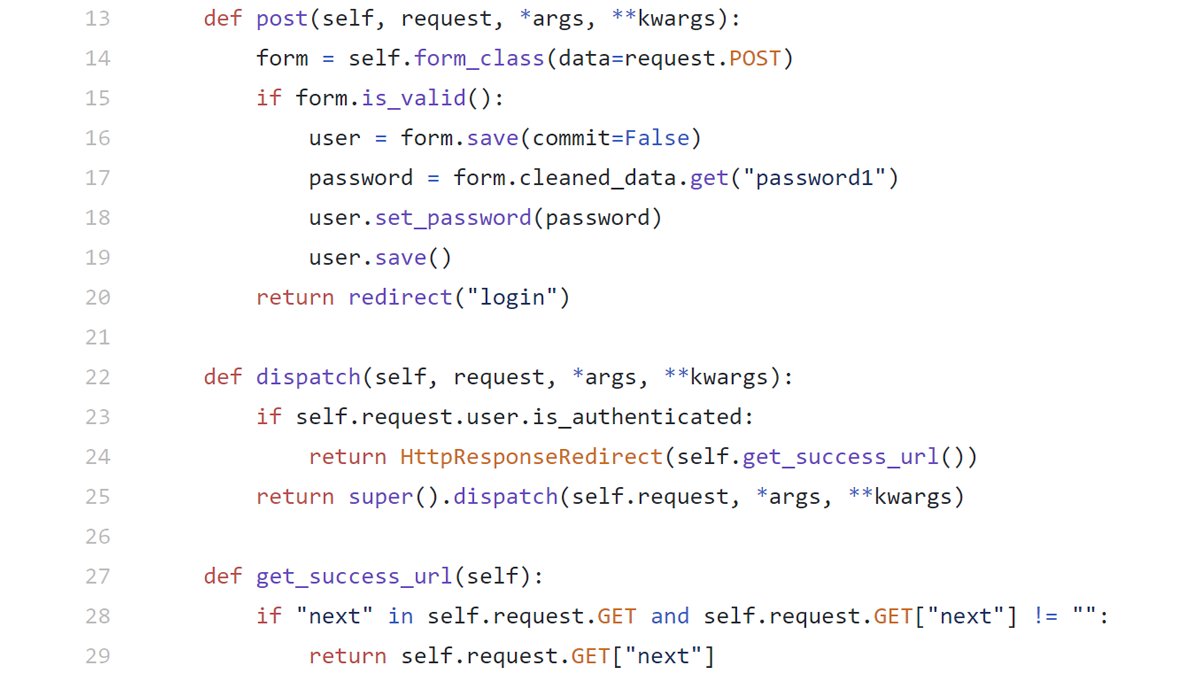 13 def post(self, request, *args, **kwargs):
14 form = self.form_class(data=request.POST)
15 if form.is_valid():
16 user = form.save(commit=False)
17 password = form.cleaned_data.get("password1")
18 user.set_password(password)
19 user.save()
20 return redirect("login")
21
22 def dispatch(self, request, *args, **kwargs):
23 if self.request.user.is_authenticated:
24 return HttpResponseRedirect(self.get_success_url())
25 return super().dispatch(self.request, *args, **kwargs)
26
27 def get_success_url(self):
28 if "next" in self.request.GET and self.request.GET["next"] != "":
29 return self.request.GET["next"]